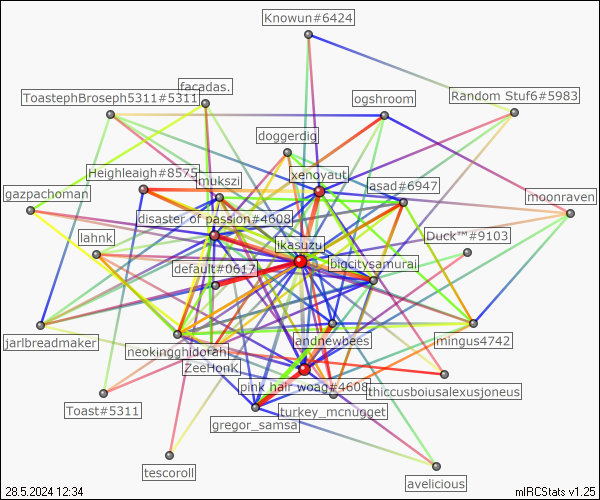 Knowun#6424
facadas.
ToastephBroseph5311#5311
ogshroom
Random Stuf6#5983
doggerdig
Heighleaigh#8575
xenoyaut
mukszi
asad#6947
gazpachoman
moonraven
disaster of passion#4608
lahnk
ikasuzu
Duck™#9103
default#0617
bigcitysamurai
jarlbreadmaker
andnewbees
mingus4742
neokingghidorah
ZeeHonK
pink hair woag#4608
thiccusboiusalexusjoneus
Toast#5311
turkey_mcnugget
gregor_samsa
tescoroll
avelicious
28.5.2024 12:34
mIRCStats v1.25